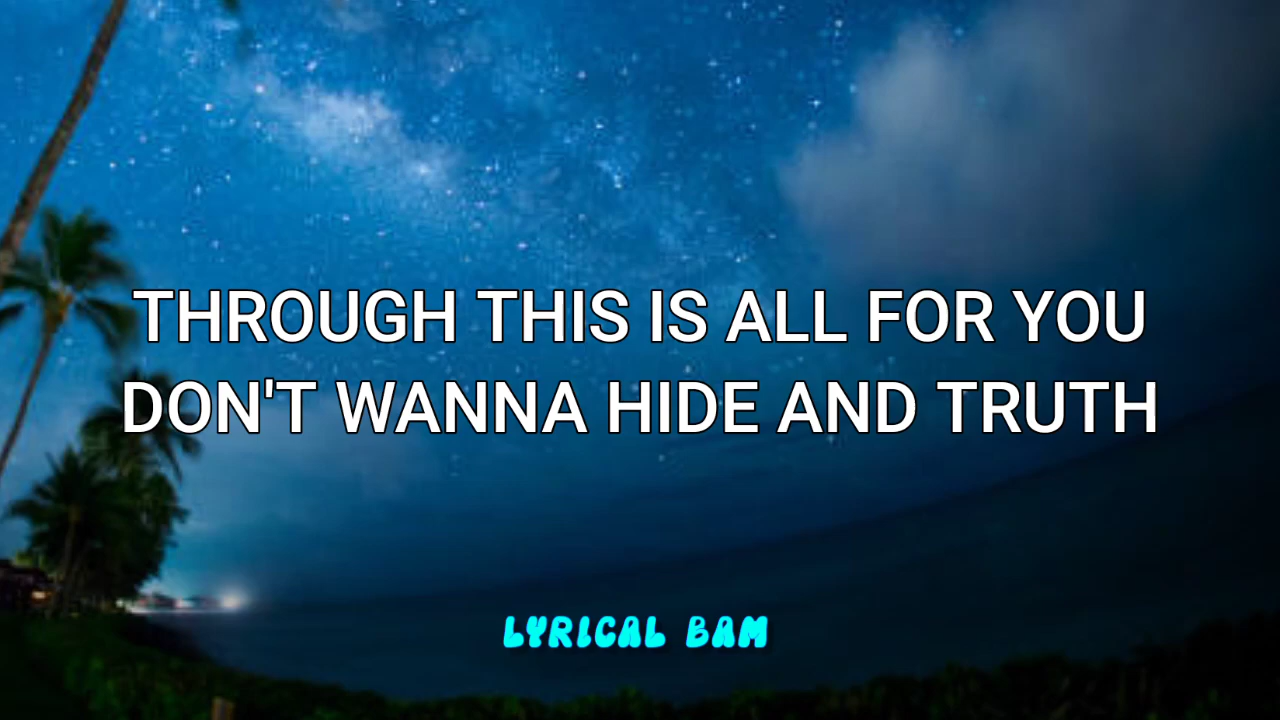 THROUGH THIS IS ALL FOR YOU
DON'T WANNA HIDE AND TRUTH
LYRICAL BAM